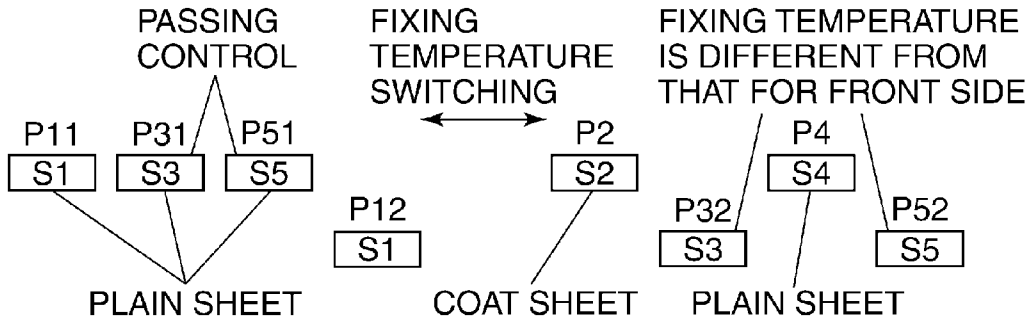 PASSING
CONTROL
FIXING
TEMPERATURE
SWITCHING
FIXING TEMPERATURE
IS DIFFERENT FROM
THAT FOR FRONT SIDE
P11 P31 P51 P2 P4
S1 S3 S5 S2 S4
P12 P32 P52
S1 S3 S5
PLAIN SHEET COAT SHEET PLAIN SHEET